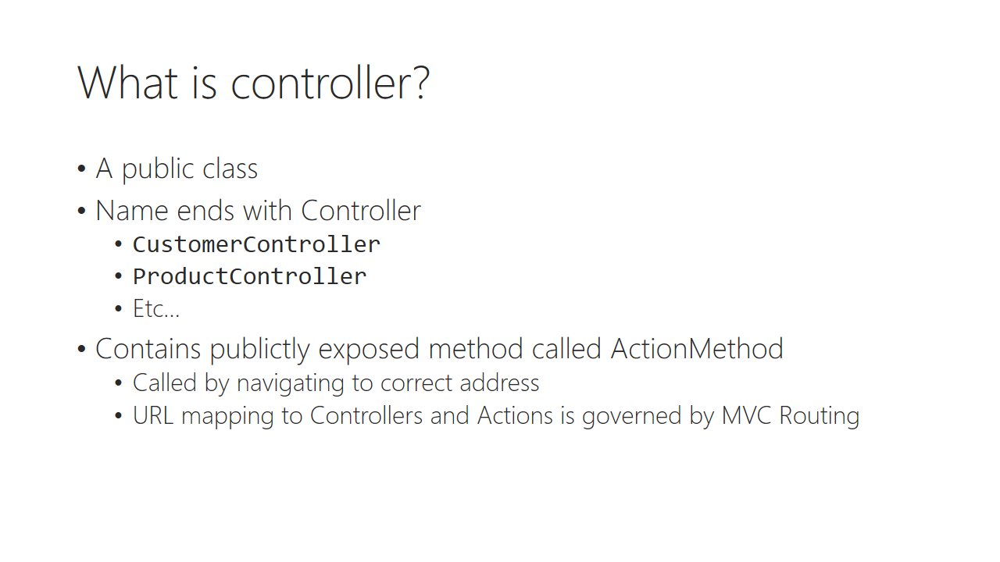 What is controller?
• A public class
• Name ends with Controller
• CustomerController
• ProductController
• Etc…
• Contains publictly exposed method called ActionMethod
• Called by navigating to correct address
• URL mapping to Controllers and Actions is governed by MVC Routing